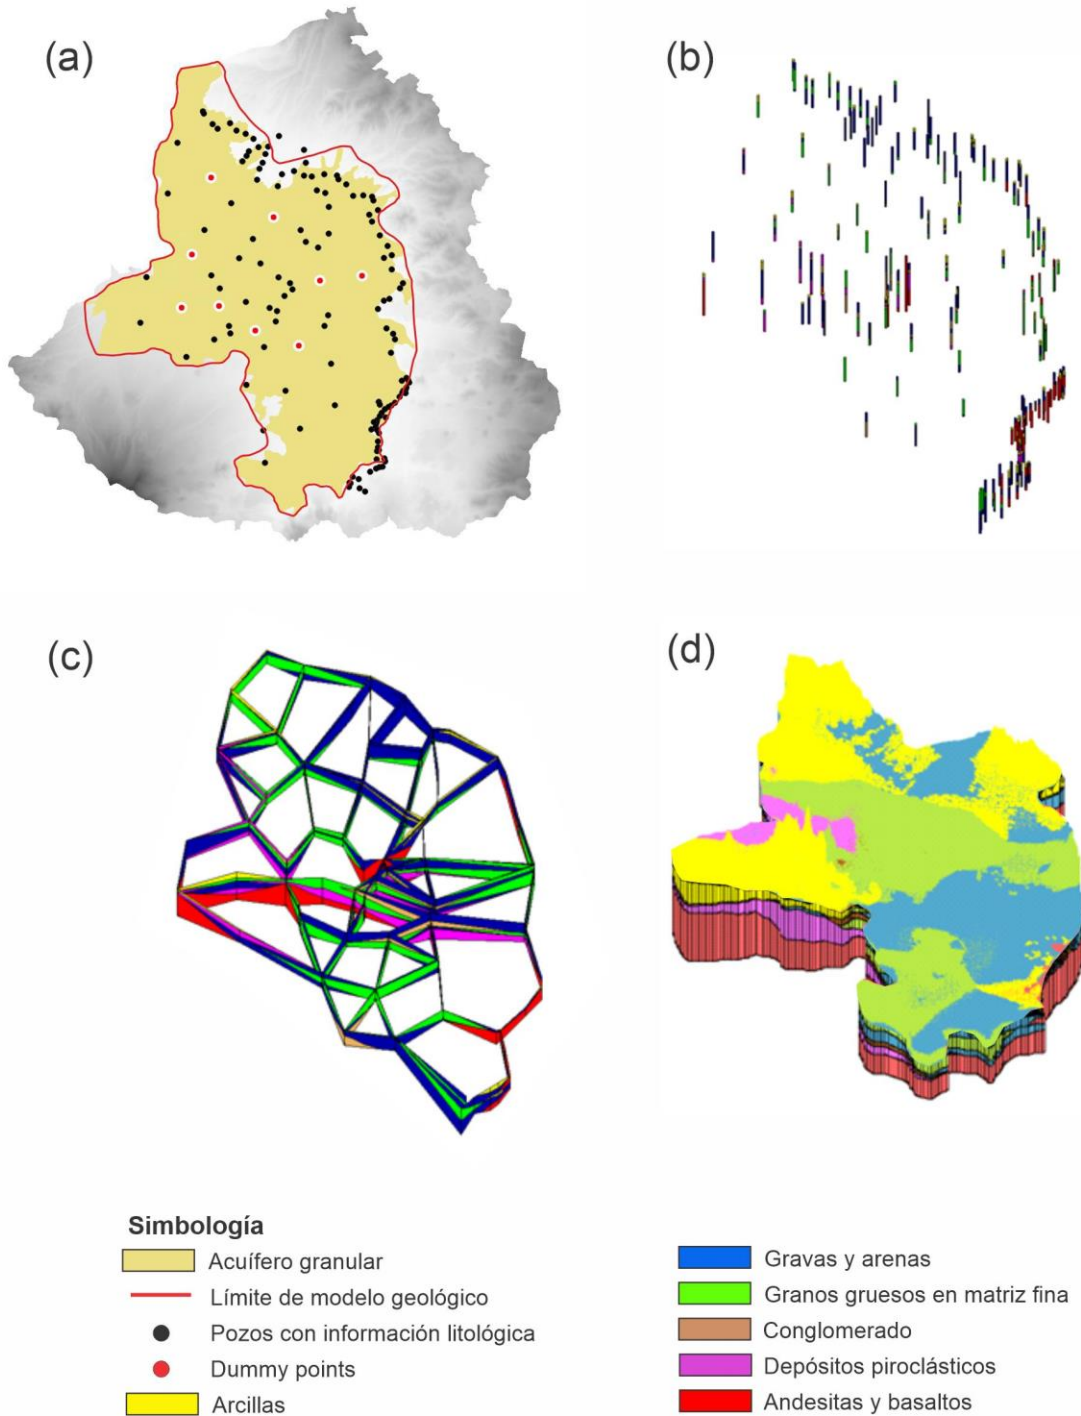 (a)
(b)
(c)
(d)
Simbología
Acuífero granular
Límite de modelo geológico
Pozos con información litológica
Dummy points
Arcillas
Gravas y arenas
Granos gruesos en matriz fina
Conglomerado
Depósitos piroclásticos
Andesitas y basaltos